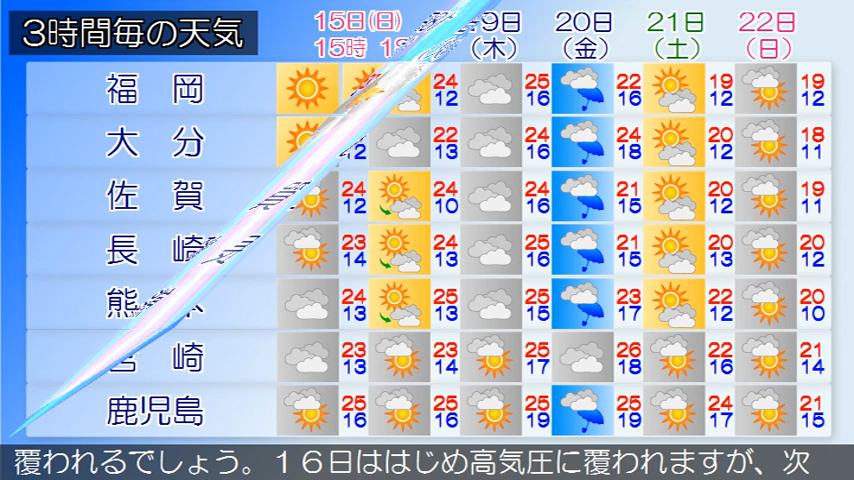 3時間毎の天気
15日(日) 9日 20日 21日 22日
15時 18 (木) (金) (土) (日)
福岡 24 12 25 16 22 16 19 12 19 12
大分 22 13 24 16 24 18 20 12 18 11
佐賀 24 12 24 10 24 16 21 15 20 12 19 11
長崎 23 14 24 13 25 16 21 15 20 13 20 12
熊本 24 13 25 13 25 15 23 17 22 12 20 10
宮崎 23 13 23 14 25 17 26 18 22 16 21 14
鹿児島 25 16 25 16 25 19 25 19 24 17 21 15
覆われるでしょう。１６日ははじめ高気圧に覆われますが、次